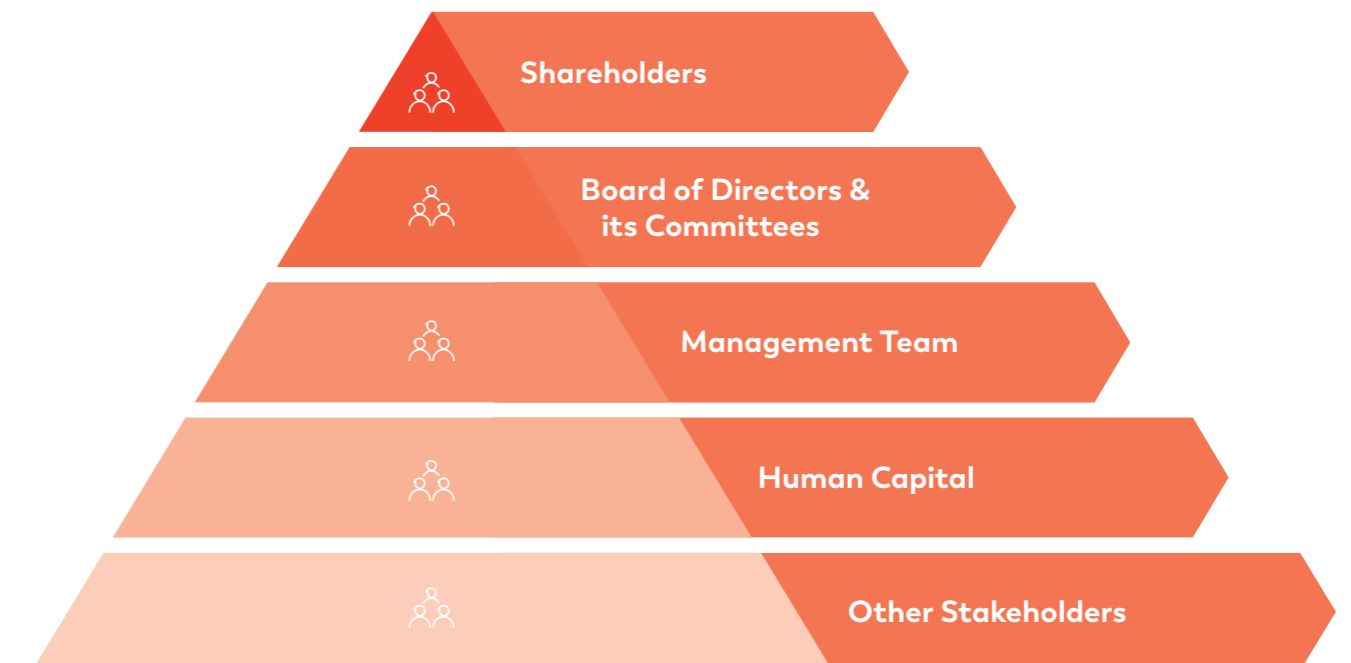 Shareholders
Board of Directors &
its Committees
Management Team
Human Capital
Other Stakeholders